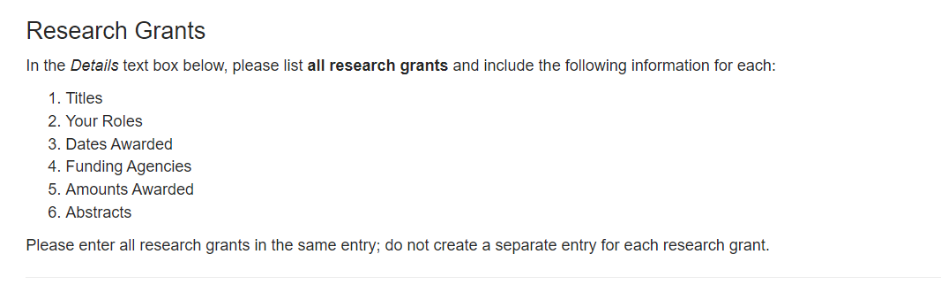 Research Grants
In the Details text box below, please list all research grants and include the following information for each:
1. Titles
2. Your Roles
3. Dates Awarded
4. Funding Agencies
5. Amounts Awarded
6. Abstracts
Please enter all research grants in the same entry; do not create a separate entry for each research grant.